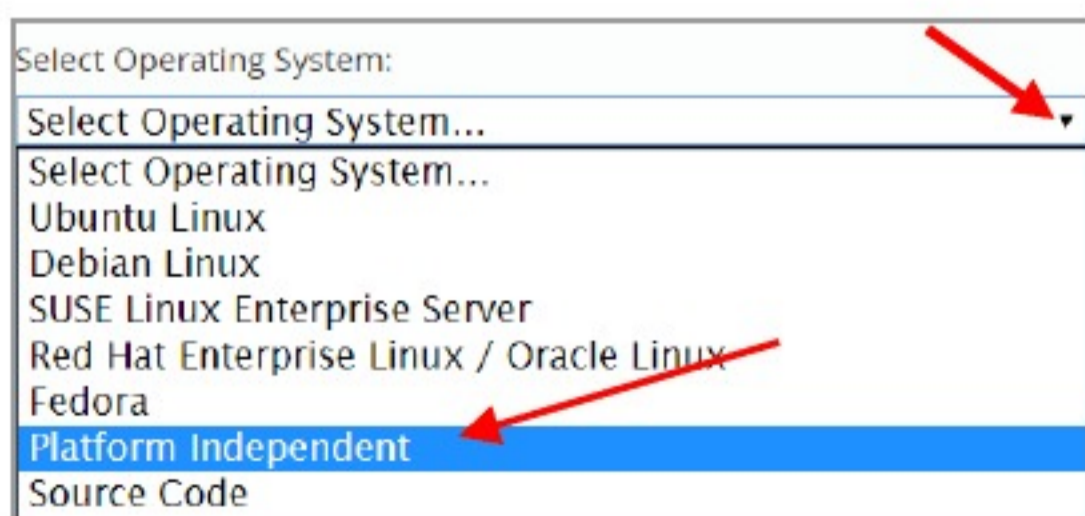 Select Operating System:
Select Operating System...
Select Operating System...
Ubuntu Linux
Debian Linux
SUSE Linux Enterprise Server
Red Hat Enterprise Linux / Oracle Linux
Fedora
Platform Independent
Source Code